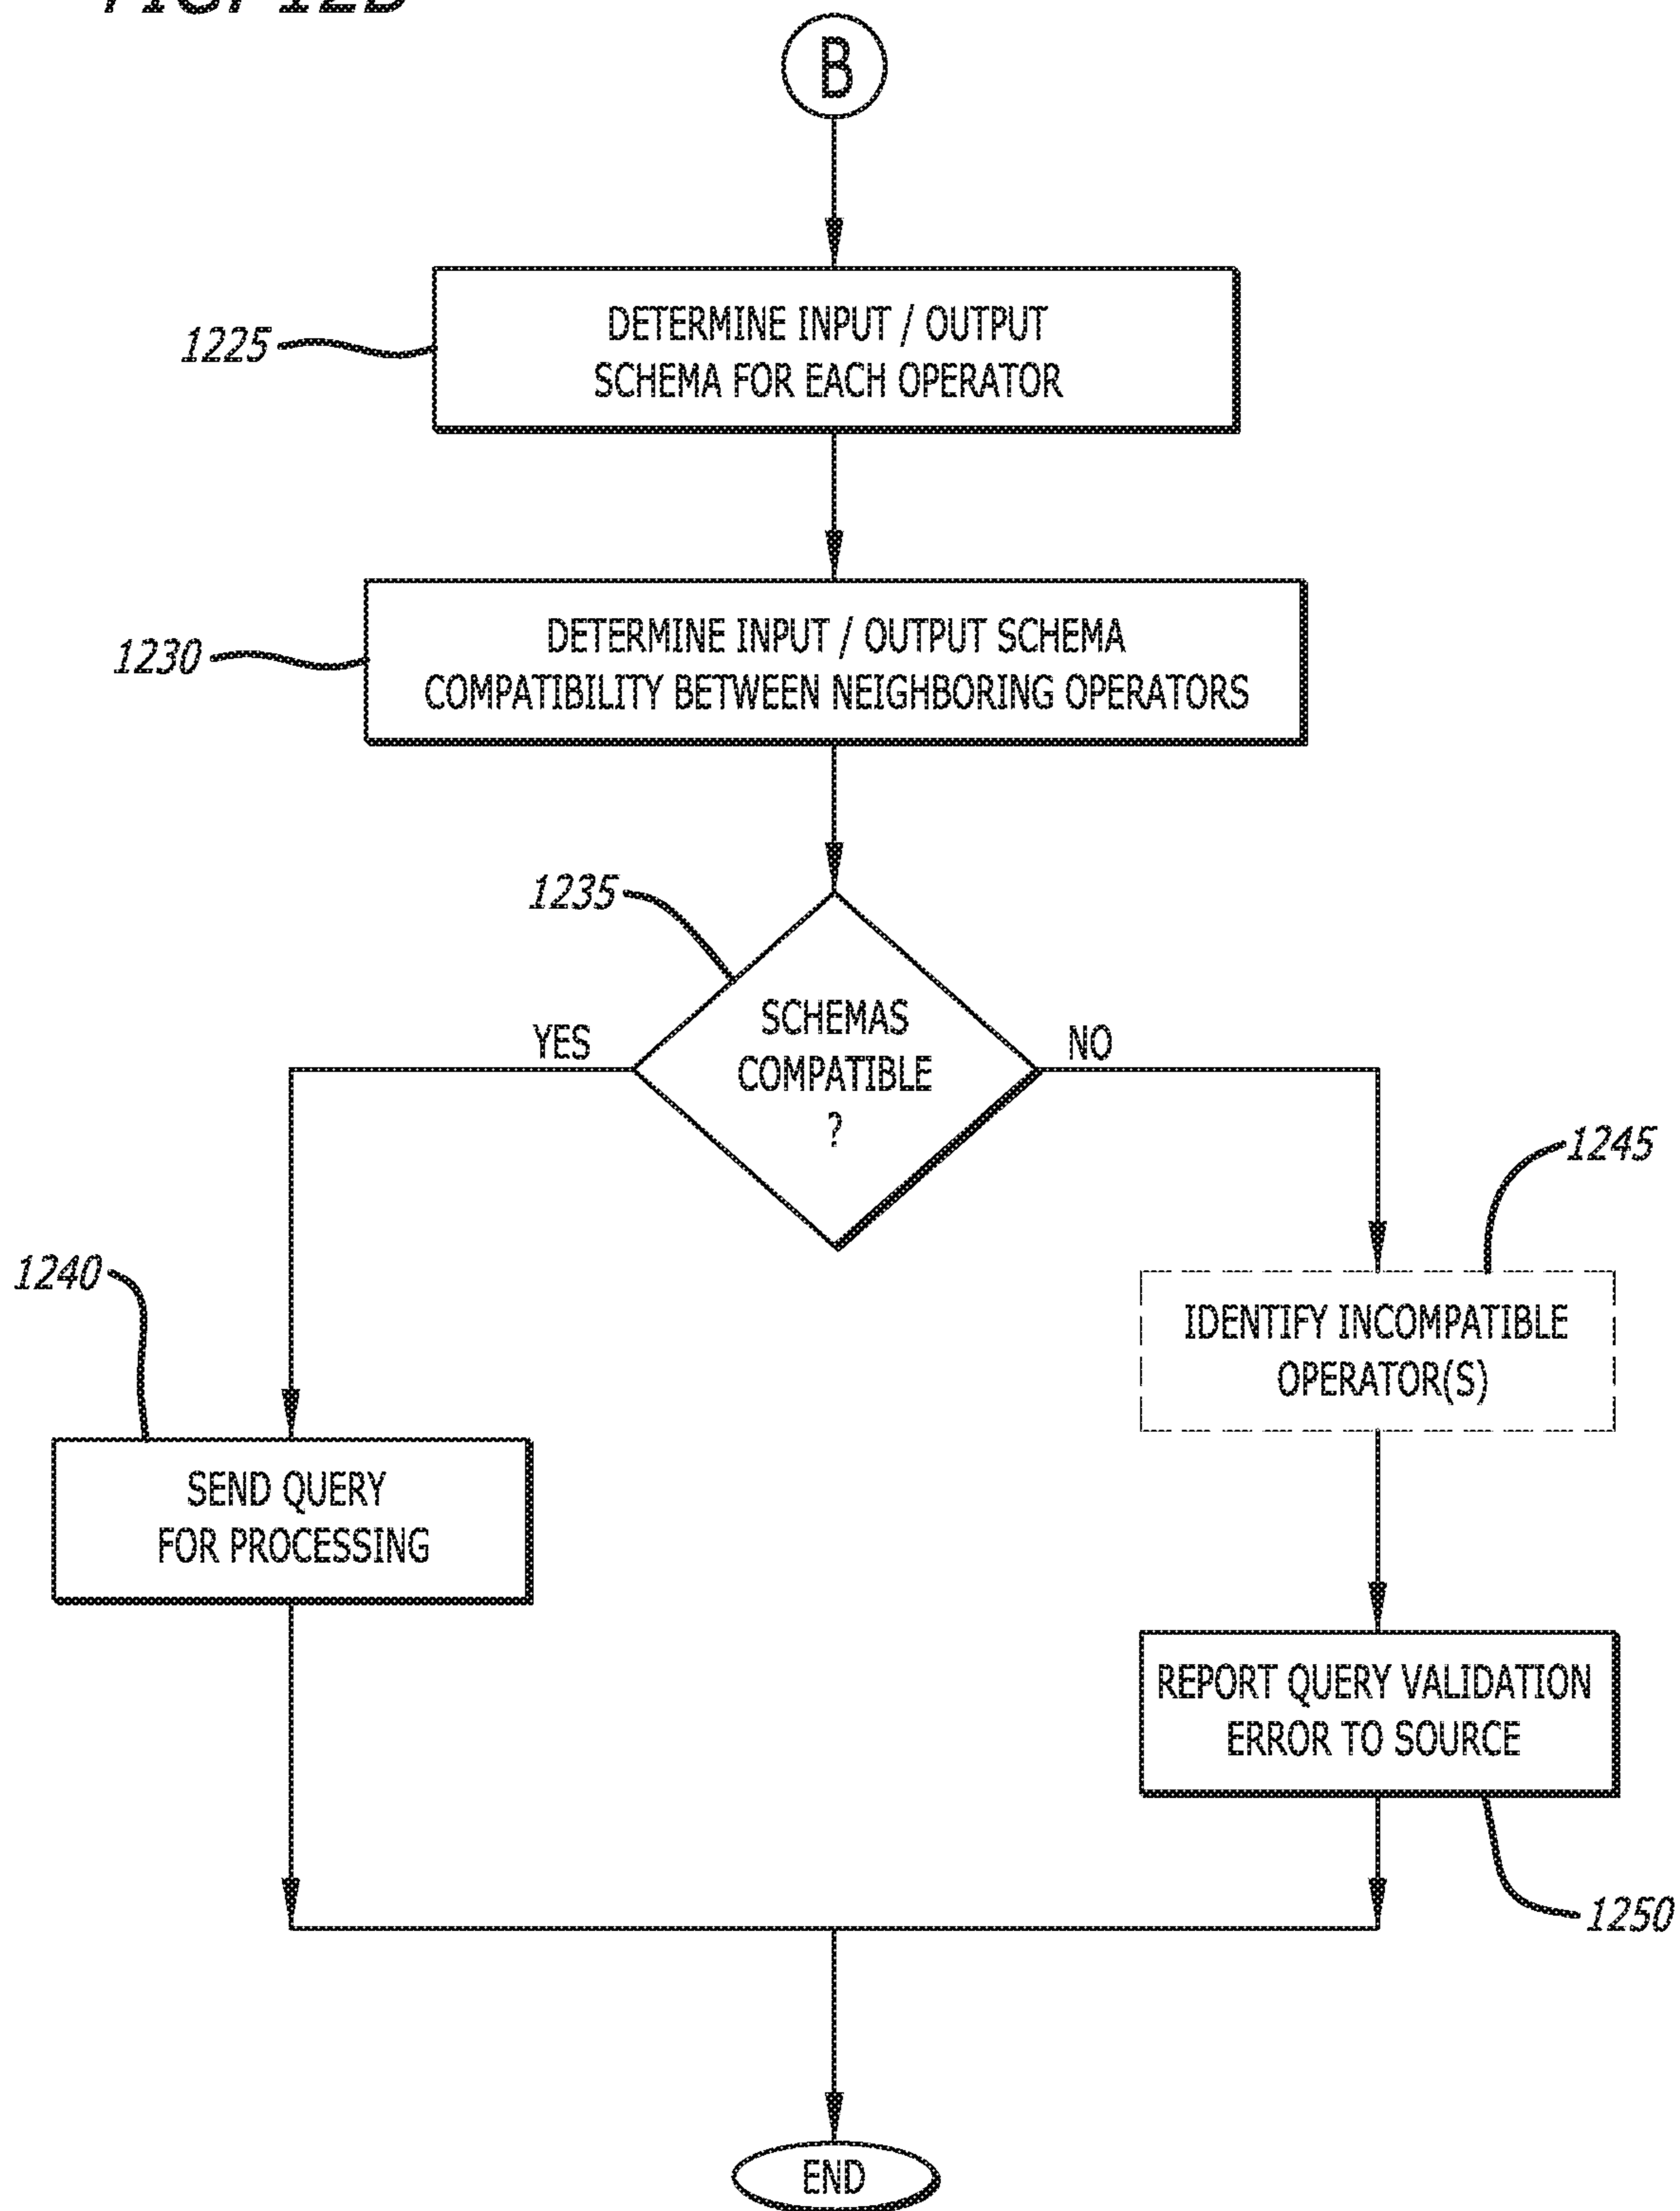 FIG. 12B
B
DETERMINE INPUT / OUTPUT
SCHEMA FOR EACH OPERATOR
1225
DETERMINE INPUT / OUTPUT SCHEMA
COMPATIBILITY BETWEEN NEIGHBORING OPERATORS
1230
1235
SCHEMAS
COMPATIBLE
?
YES
NO
1245
IDENTIFY INCOMPATIBLE
OPERATOR(S)
1240
SEND QUERY
FOR PROCESSING
REPORT QUERY VALIDATION
ERROR TO SOURCE
1250
END